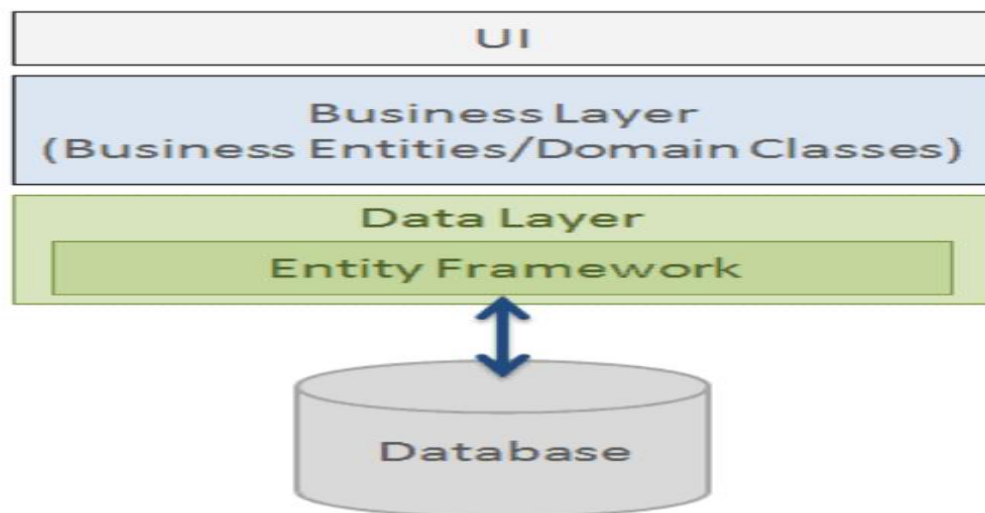 UI
Business Layer
(Business Entities/Domain Classes)
Data Layer
Entity Framework
Database